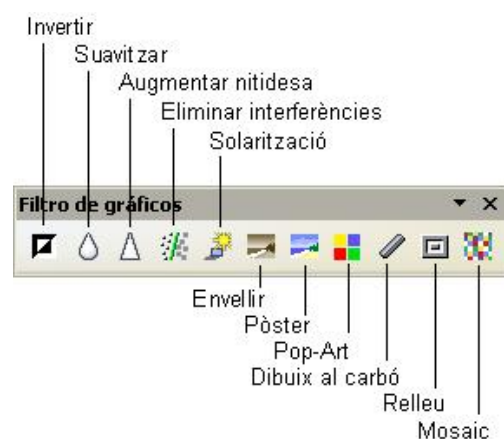 Invertir
Suavitzar
Augmentar nitidesa
Eliminar interferències
Solarització
Filtro de gráficos
Envellir
Pòster
Pop-Art
Dibuix al carbó
Relleu
Mosaic